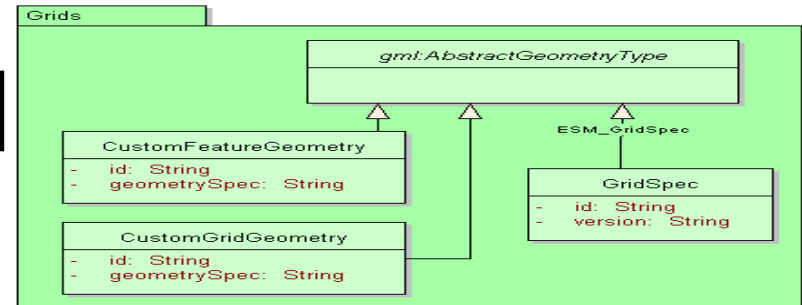 Grids
gml:AbstractGeometryType
ESM_GridSpec
CustomFeatureGeometry
- id: String
- geometrySpec: String
GridSpec
- id: String
- version: String
CustomGridGeometry
- id: String
- geometrySpec: String